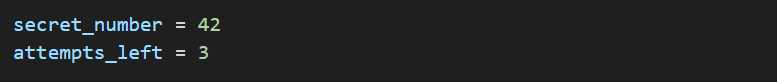 secret_number = 42
attempts_left = 3